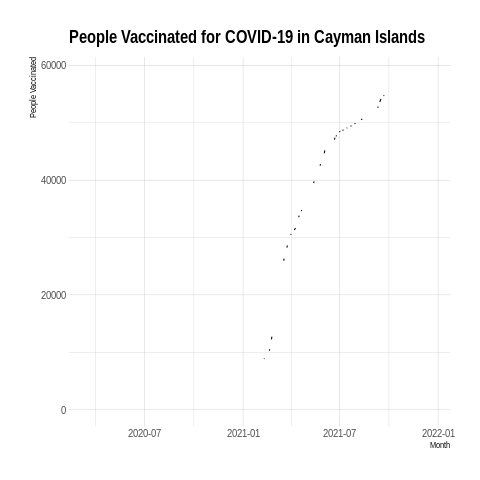 People Vaccinated for COVID-19 in Cayman Islands
People Vaccinated
60000
40000
20000
0
2020-07 2021-01 2021-07 2022-01
Month